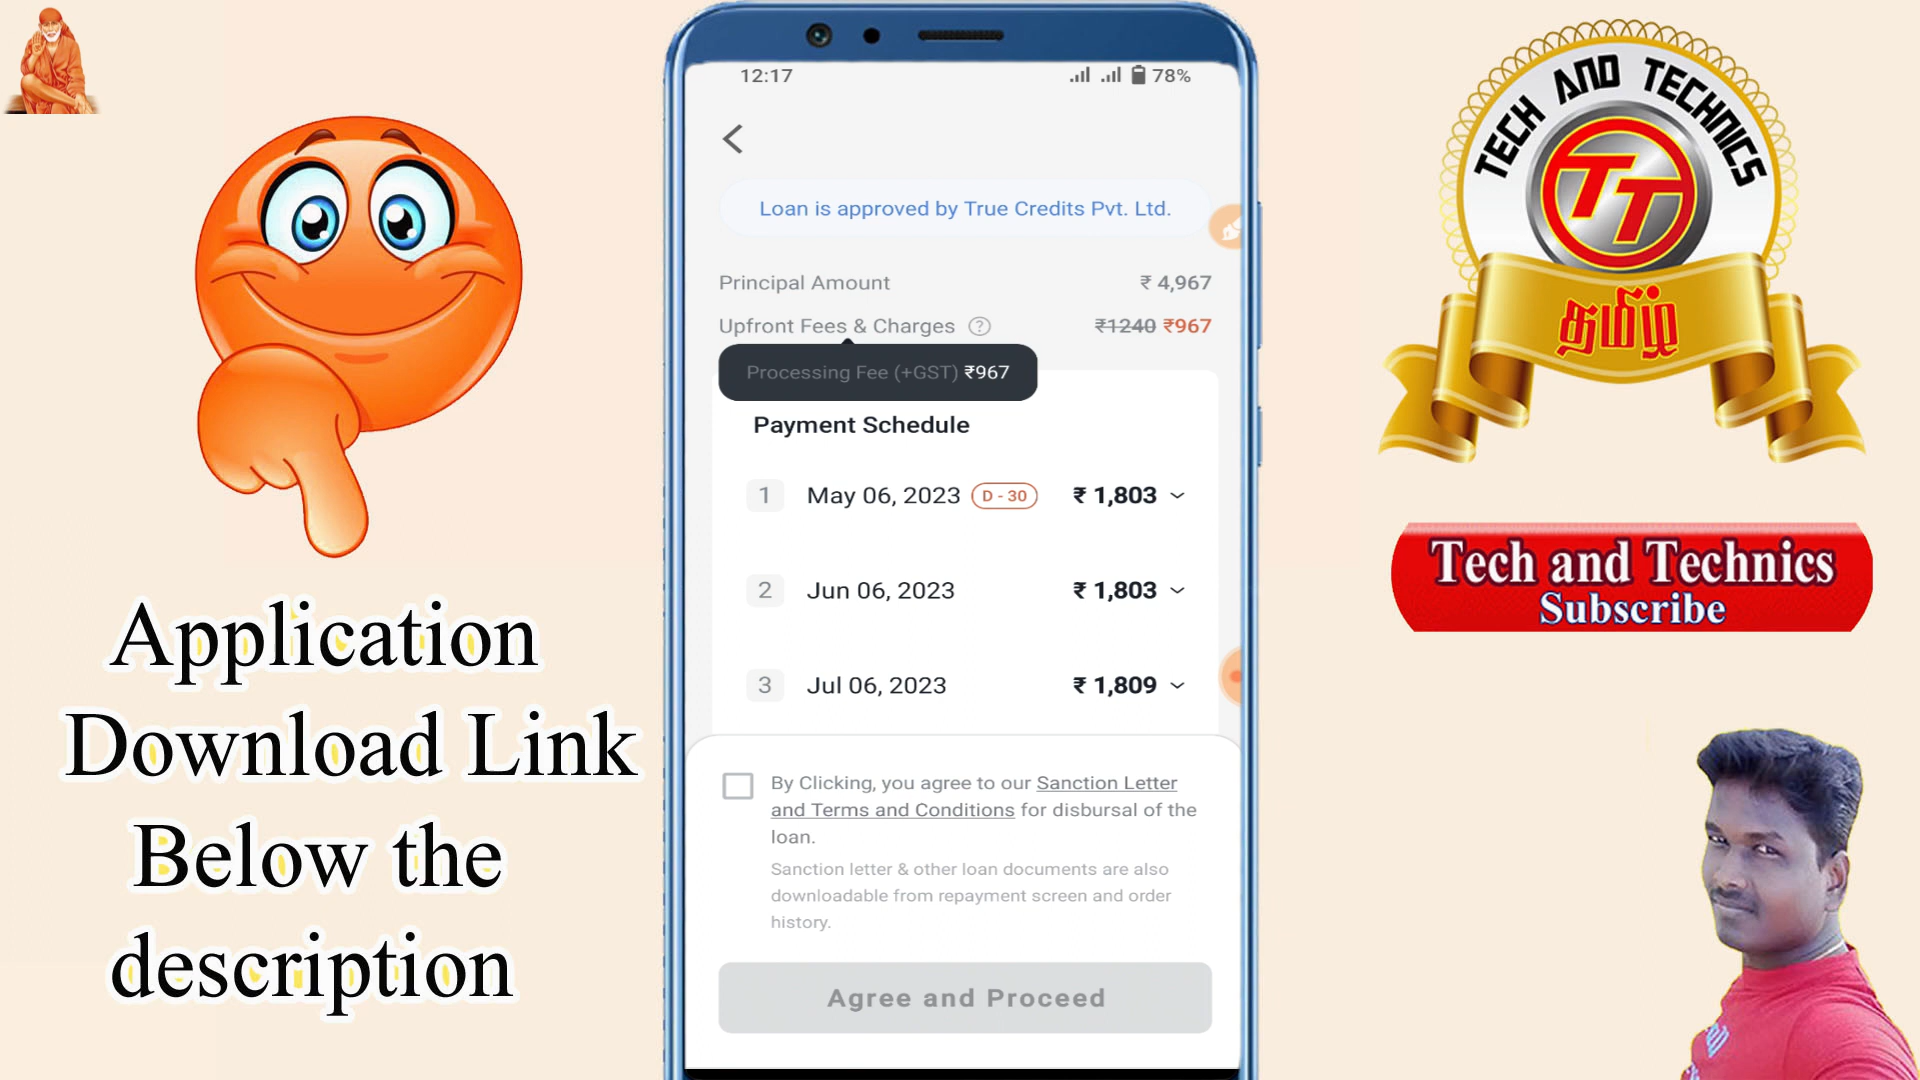 12:17
78%
Loan is approved by True Credits Pvt. Ltd.
Principal Amount ₹ 4,967
Upfront Fees & Charges ? ₹1240 ₹967
Processing Fee (+GST) ₹967
Payment Schedule
1 May 06, 2023 D - 30 ₹ 1,803
2 Jun 06, 2023 ₹ 1,803
3 Jul 06, 2023 ₹ 1,809
By Clicking, you agree to our Sanction Letter
and Terms and Conditions for disbursal of the
loan.
Sanction letter & other loan documents are also
downloadable from repayment screen and order
history.
Agree and Proceed
Application
Download Link
Below the
description
TECH AND TECHNICS
TT
தமிழ்
Tech and Technics
Subscribe